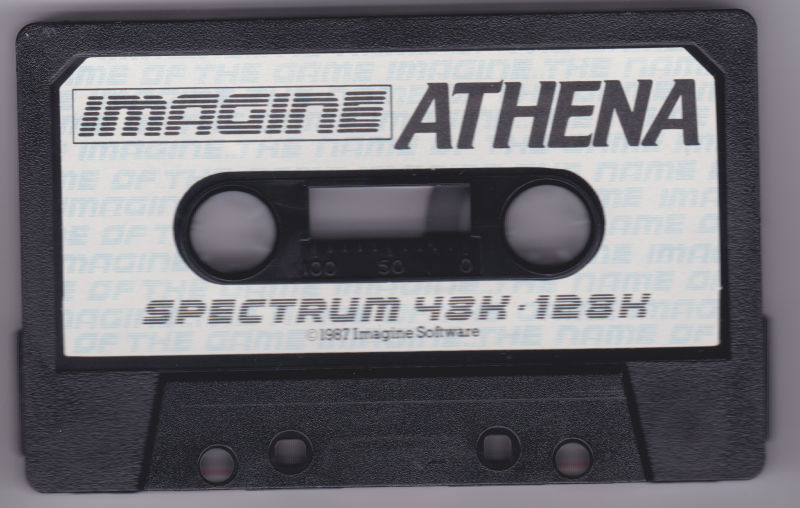 IMAGINE ATHENA
100 50 0
SPECTRUM 48K · 128K
© 1987 Imagine Software